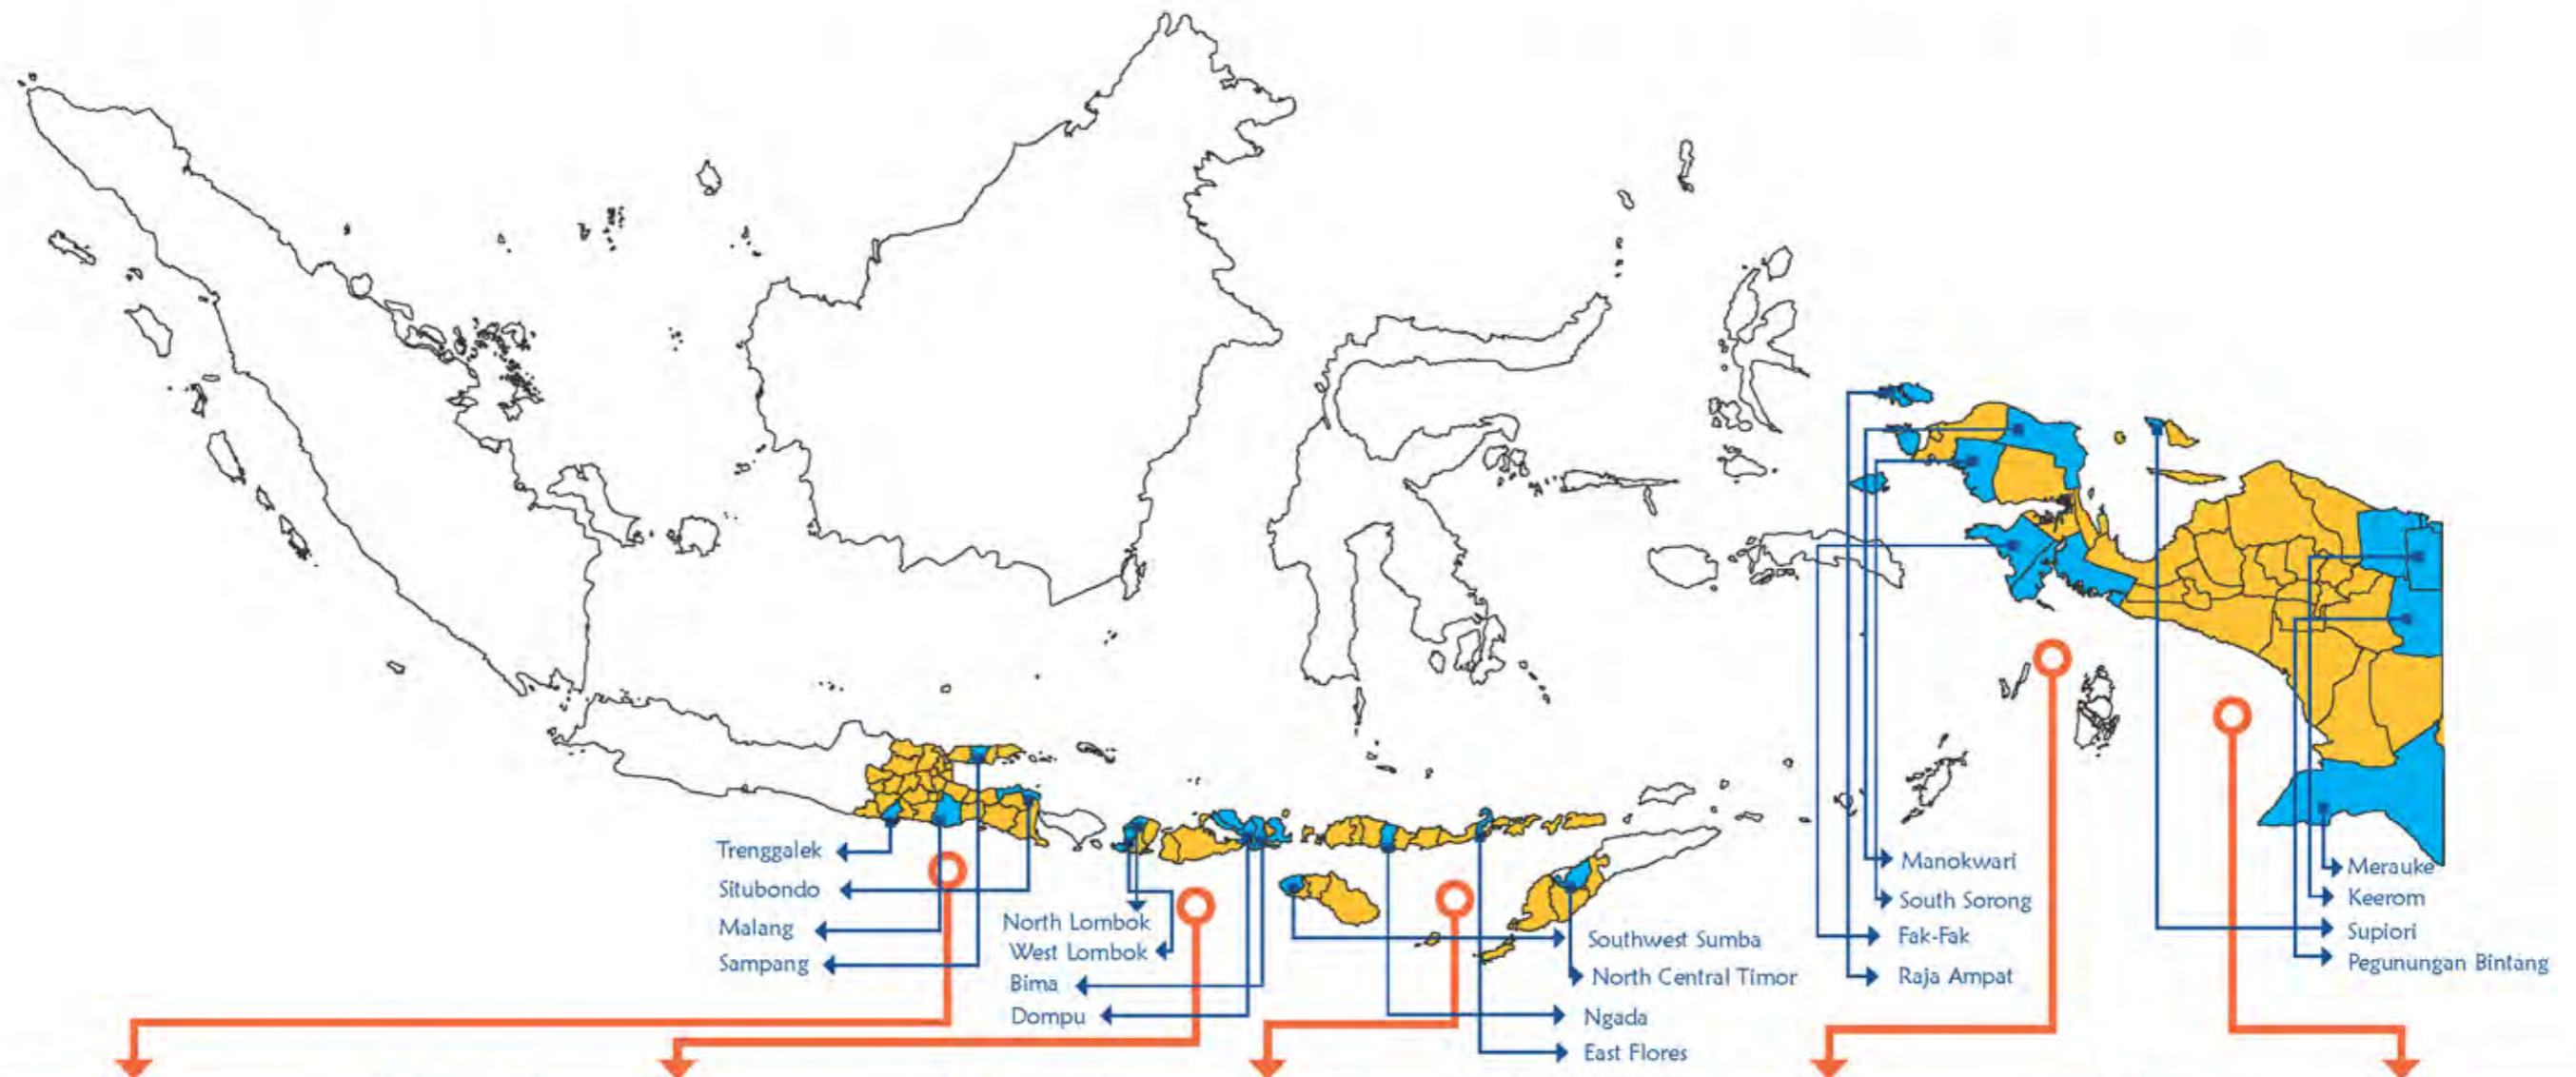 Trenggalek
Situbondo
Malang
Sampang
North Lombok
West Lombok
Bima
Dompu
Southwest Sumba
North Central Timor
Ngada
East Flores
Manokwari
South Sorong
Fak-Fak
Raja Ampat
Merauke
Keerom
Supiori
Pegunungan Bintang